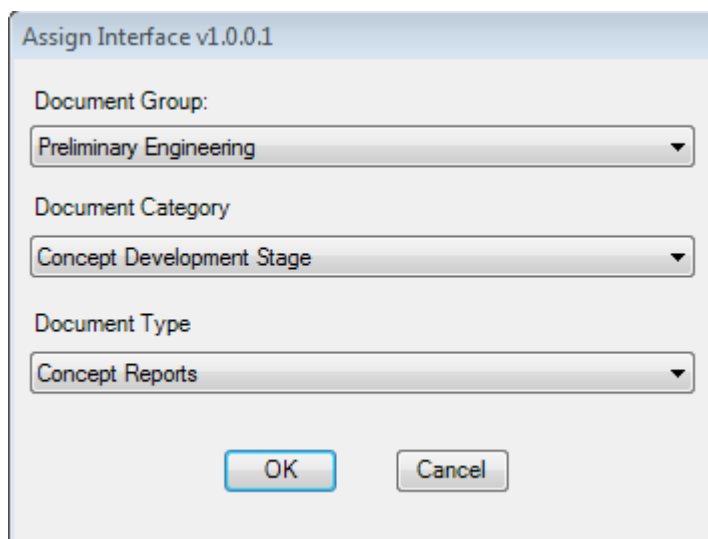 Assign Interface v1.0.0.1
Document Group:
Preliminary Engineering
Document Category
Concept Development Stage
Document Type
Concept Reports
OK Cancel